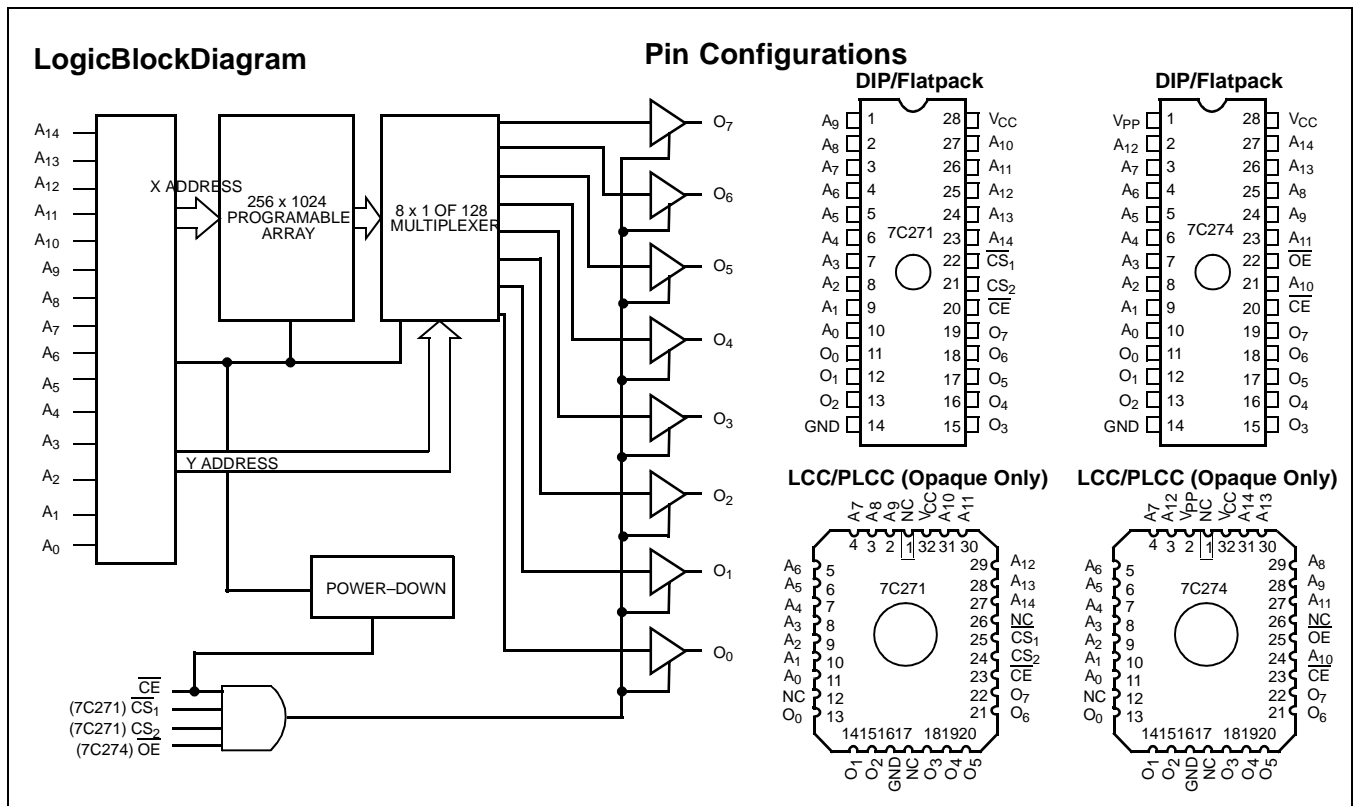 LogicBlockDiagram
A14
A13
A12
A11
A10
A9
A8
A7
A6
A5
A4
A3
A2
A1
A0
X ADDRESS
256 x 1024
PROGRAMABLE
ARRAY
8 x 1 OF 128
MULTIPLEXER
Y ADDRESS
POWER–DOWN
CE
(7C271) CS1
(7C271) CS2
(7C274) OE
O7
O6
O5
O4
O3
O2
O1
O0
Pin Configurations
DIP/Flatpack
7C271
A9 1 28 VCC
A8 2 27 A10
A7 3 26 A11
A6 4 25 A12
A5 5 24 A13
A4 6 23 A14
A3 7 22 CS1
A2 8 21 CS2
A1 9 20 CE
A0 10 19 O7
O0 11 18 O6
O1 12 17 O5
O2 13 16 O4
GND 14 15 O3
DIP/Flatpack
7C274
VPP 1 28 VCC
A12 2 27 A14
A7 3 26 A13
A6 4 25 A8
A5 5 24 A9
A4 6 23 A11
A3 7 22 OE
A2 8 21 A10
A1 9 20 CE
A0 10 19 O7
O0 11 18 O6
O1 12 17 O5
O2 13 16 O4
GND 14 15 O3
LCC/PLCC (Opaque Only)
A7 A8 A9 NC VCC A10 A11
4 3 2 1 32 31 30
7C271
A6 5 29 A12
A5 6 28 A13
A4 7 27 A14
A3 8 26 NC
A2 9 25 CS1
A1 10 24 CS2
A0 11 23 CE
NC 12 22 O7
O0 13 21 O6
14151617 181920
O1 O2 GND NC O3 O4 O5
LCC/PLCC (Opaque Only)
A7 A12 VPP NC VCC A14 A13
4 3 2 1 32 31 30
7C274
A6 5 29 A8
A5 6 28 A9
A4 7 27 A11
A3 8 26 NC
A2 9 25 OE
A1 10 24 A10
A0 11 23 CE
NC 12 22 O7
O0 13 21 O6
14151617 181920
O1 O2 GND NC O3 O4 O5